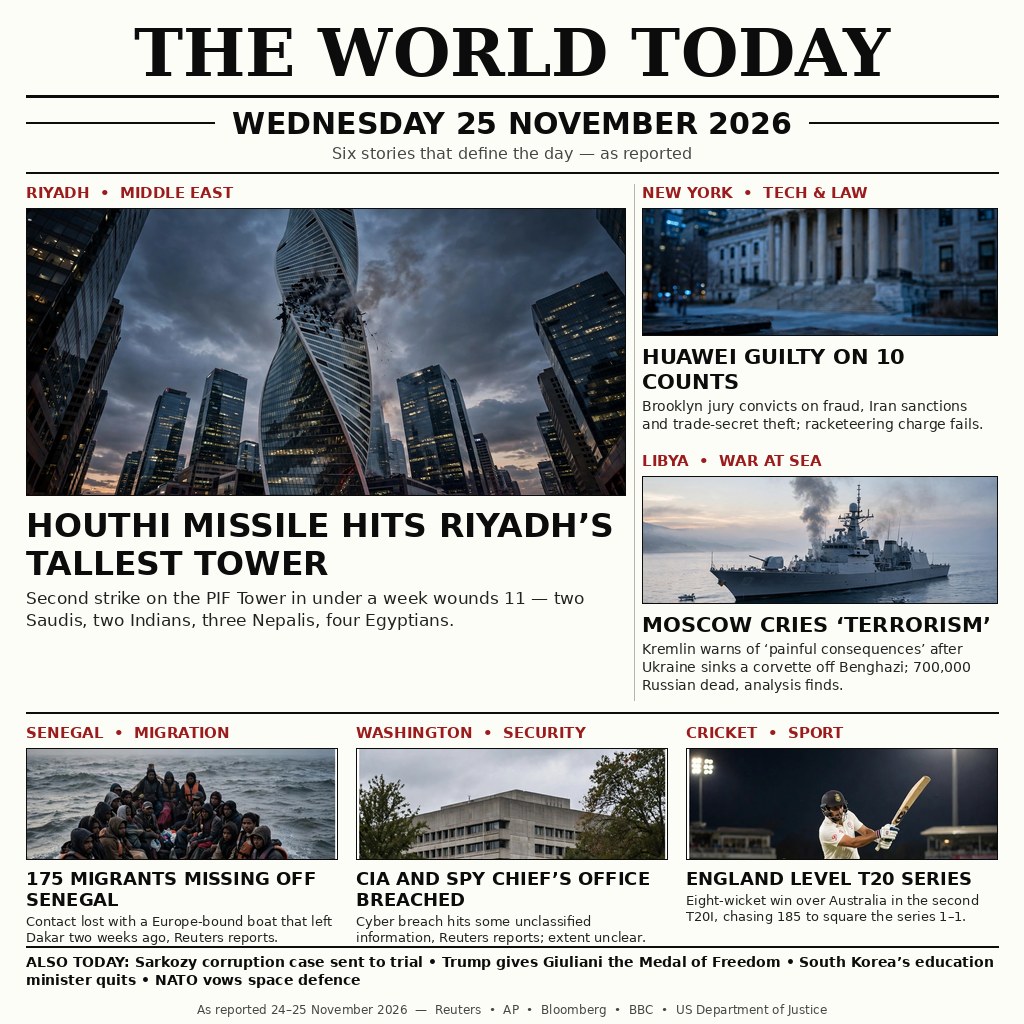 THE WORLD TODAY
WEDNESDAY 25 NOVEMBER 2026
Six stories that define the day — as reported
RIYADH • MIDDLE EAST
HOUTHI MISSILE HITS RIYADH’S
TALLEST TOWER
Second strike on the PIF Tower in under a week wounds 11 — two
Saudis, two Indians, three Nepalis, four Egyptians.
NEW YORK • TECH & LAW
HUAWEI GUILTY ON 10
COUNTS
Brooklyn jury convicts on fraud, Iran sanctions
and trade-secret theft; racketeering charge fails.
LIBYA • WAR AT SEA
MOSCOW CRIES ‘TERRORISM’
Kremlin warns of ‘painful consequences’ after
Ukraine sinks a corvette off Benghazi; 700,000
Russian dead, analysis finds.
SENEGAL • MIGRATION
175 MIGRANTS MISSING OFF
SENEGAL
Contact lost with a Europe-bound boat that left
Dakar two weeks ago, Reuters reports.
WASHINGTON • SECURITY
CIA AND SPY CHIEF’S OFFICE
BREACHED
Cyber breach hits some unclassified
information, Reuters reports; extent unclear.
CRICKET • SPORT
ENGLAND LEVEL T20 SERIES
Eight-wicket win over Australia in the second
T20I, chasing 185 to square the series 1–1.
ALSO TODAY: Sarkozy corruption case sent to trial • Trump gives Giuliani the Medal of Freedom • South Korea’s education
minister quits • NATO vows space defence
As reported 24–25 November 2026 — Reuters • AP • Bloomberg • BBC • US Department of Justice